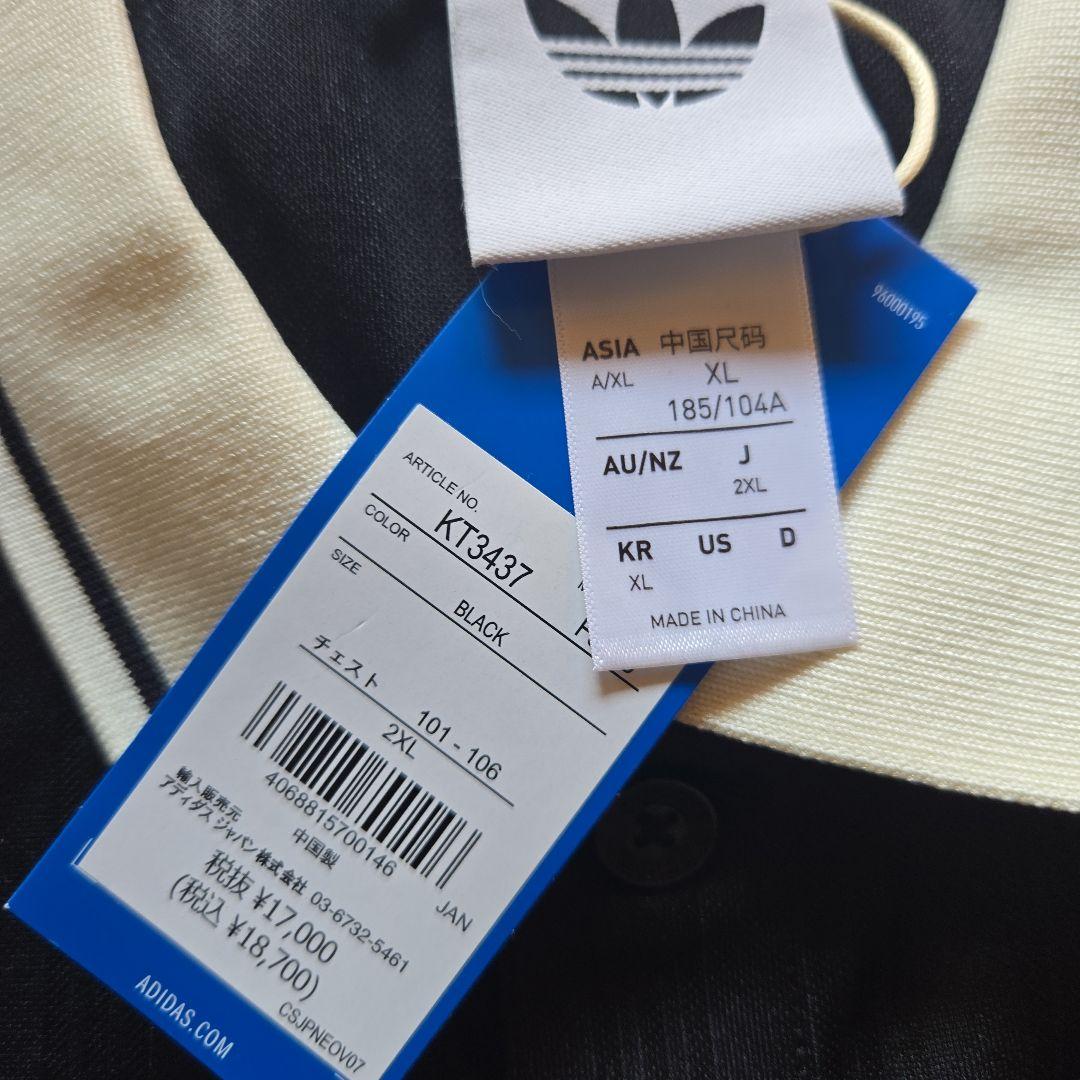 96000195
ASIA 中国尺码
A/XL XL
185/104A
AU/NZ J
2XL
KR US D
XL
MADE IN CHINA
ARTICLE NO.
KT3437
COLOR
BLACK
SIZE
チェスト
101 - 106
2XL
4068815700146
JAN
輸入販売元 中国製
アディダス ジャパン株式会社 03-6732-5461
税抜 ¥17,000
(税込 ¥18,700)
CSJPNEOV07
ADIDAS.COM